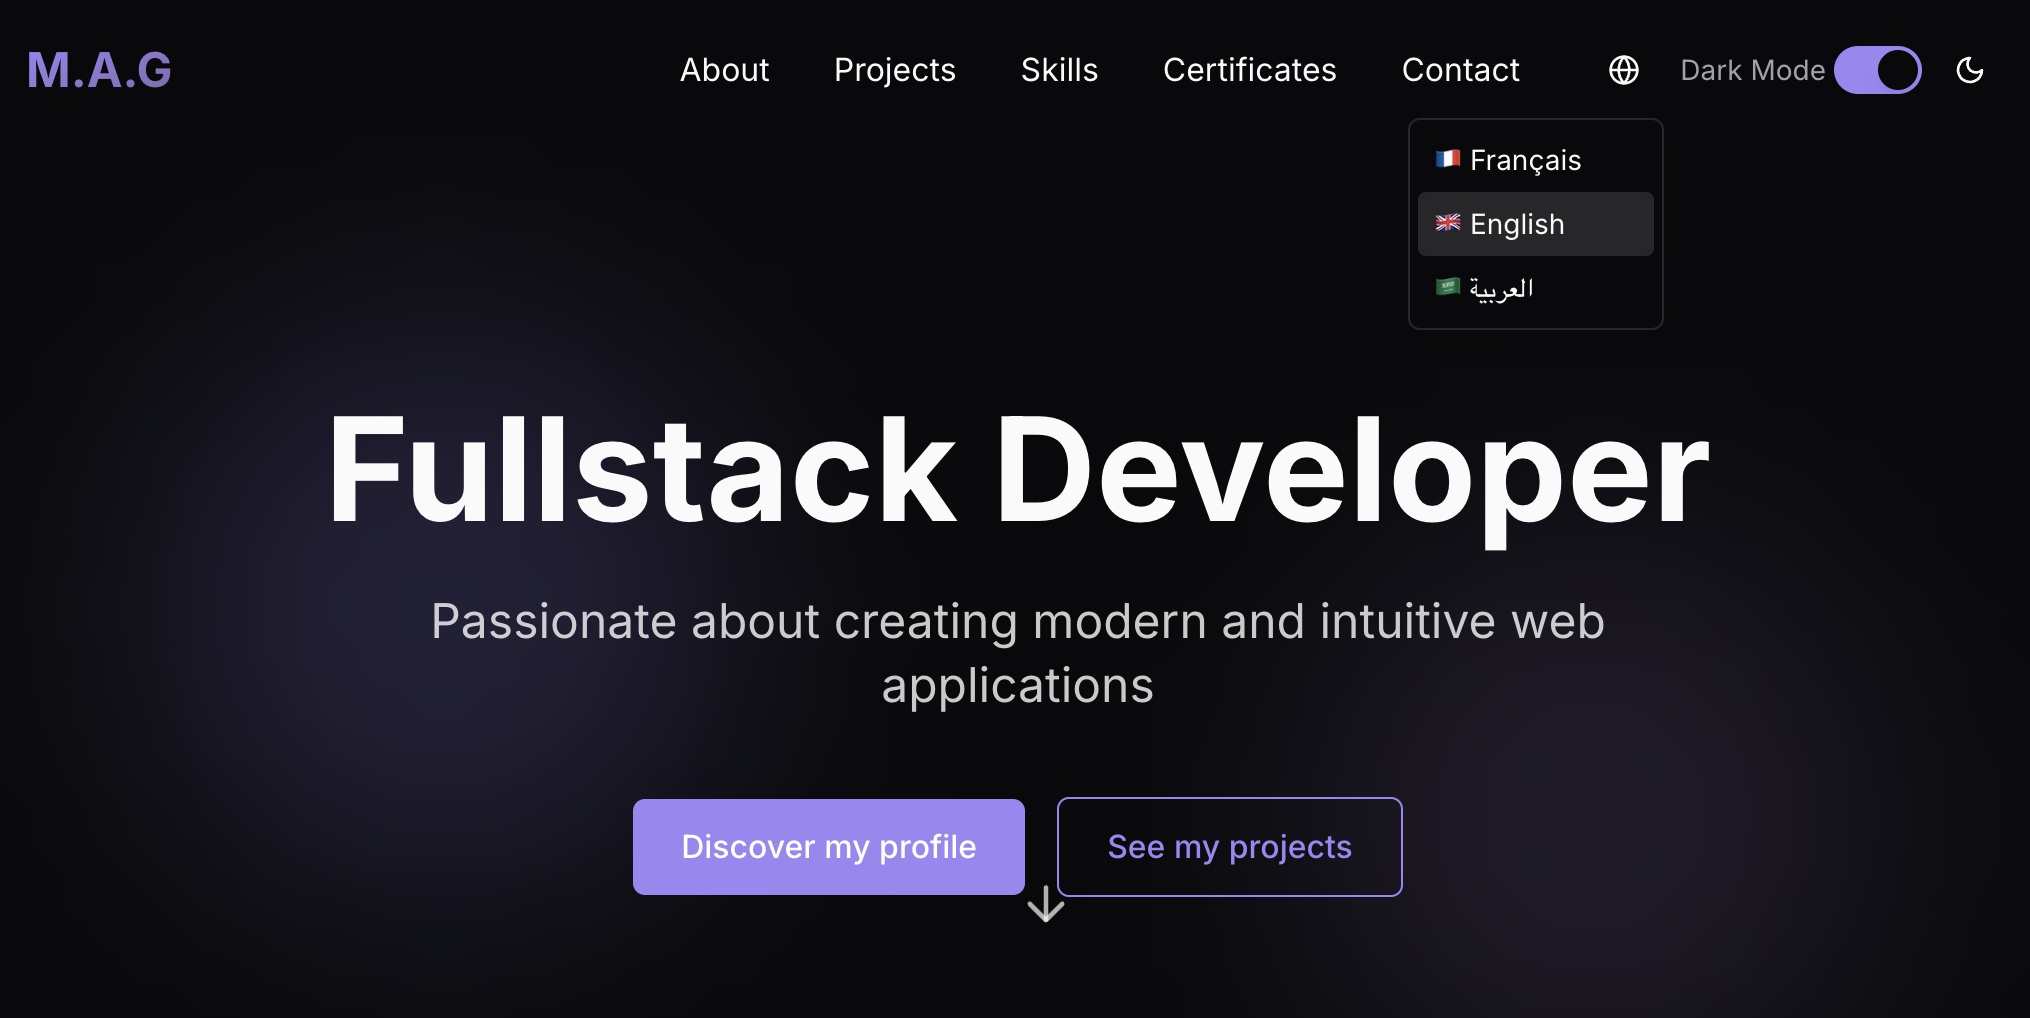 M.A.G
About Projects Skills Certificates Contact Dark Mode
Français
English
العربية
Fullstack Developer
Passionate about creating modern and intuitive web
applications
Discover my profile See my projects